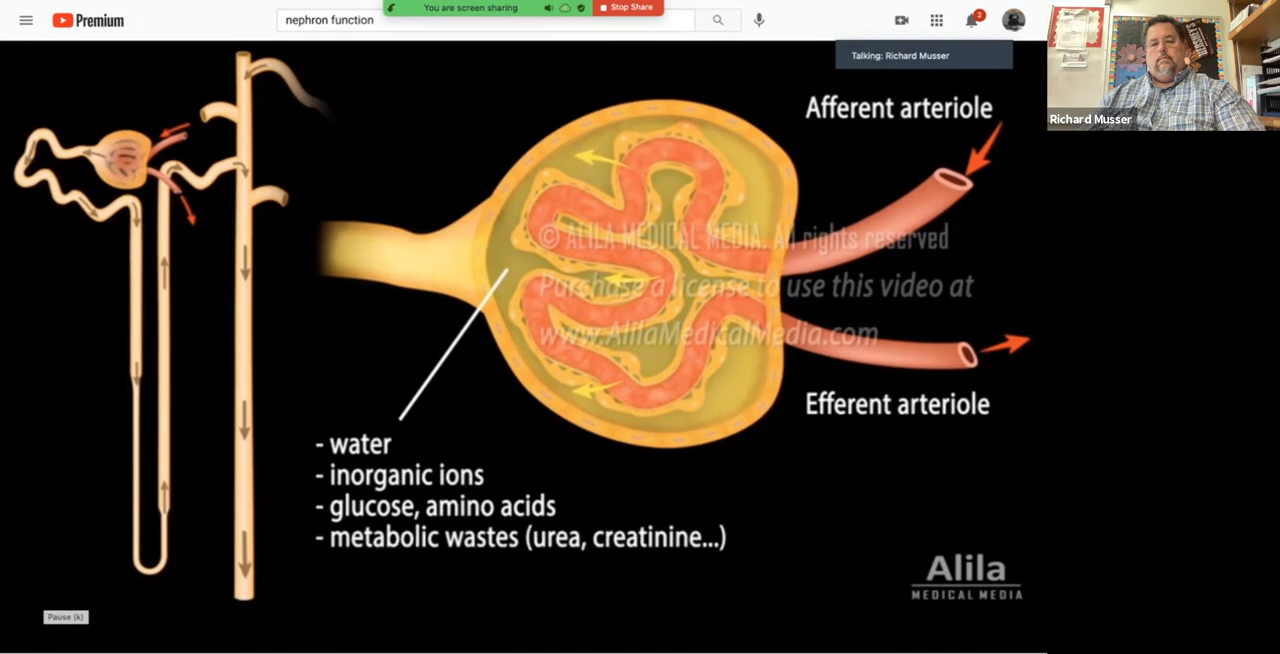 Premium
nephron function
You are screen sharing
Stop Share
2
Talking: Richard Musser
Richard Musser
Afferent arteriole
© ALILA MEDICAL MEDIA. All rights reserved
Purchase a license to use this video at
www.AlilaMedicalMedia.com
Efferent arteriole
- water
- inorganic ions
- glucose, amino acids
- metabolic wastes (urea, creatinine...)
Alila
MEDICAL MEDIA
Pause (k)